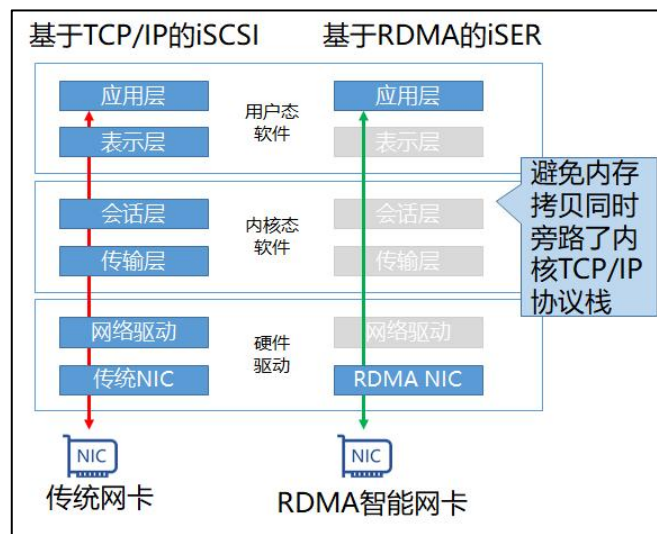 基于TCP/IP的iSCSI
基于RDMA的iSER
应用层
表示层
用户态
软件
应用层
表示层
会话层
传输层
内核态
软件
会话层
传输层
避免内存
拷贝同时
旁路了内
核TCP/IP
协议栈
网络驱动
传统NIC
硬件
驱动
网络驱动
RDMA NIC
NIC
传统网卡
NIC
RDMA智能网卡